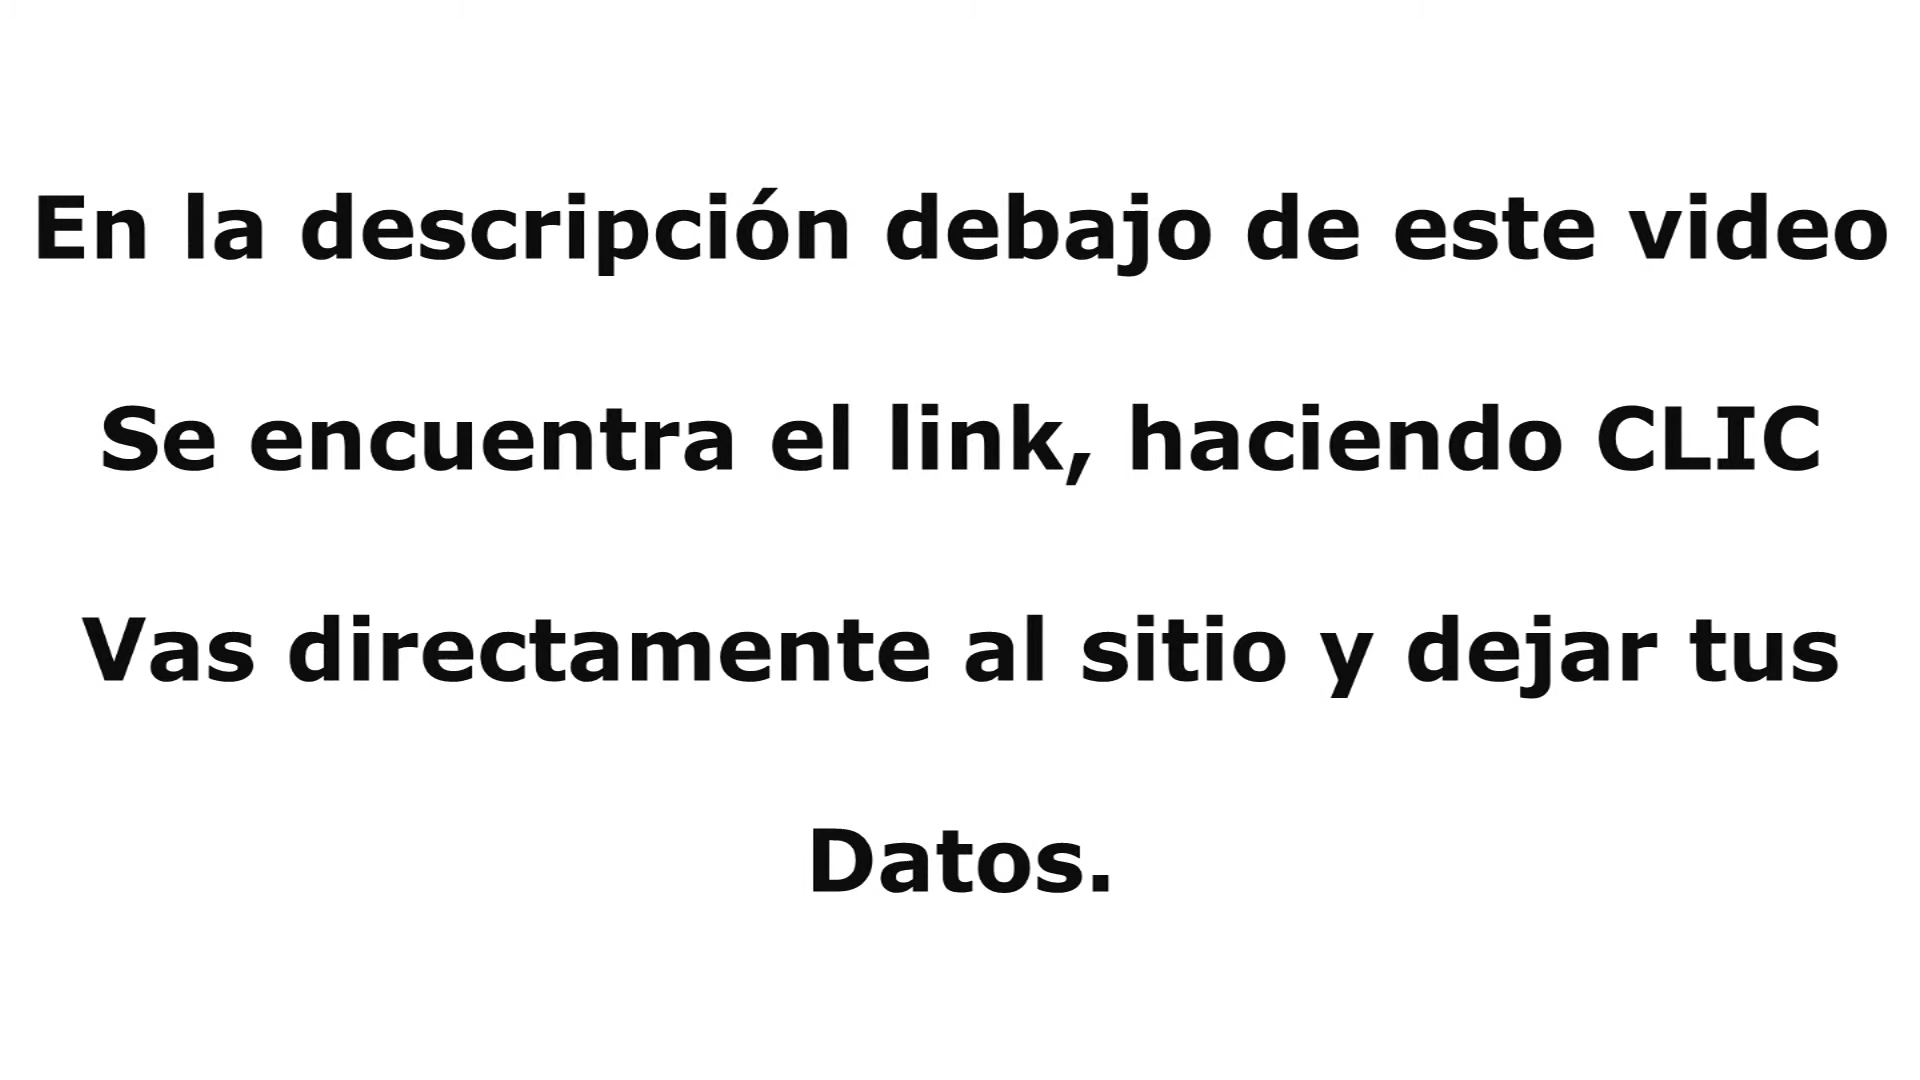 En la descripción debajo de este video
Se encuentra el link, haciendo CLIC
Vas directamente al sitio y dejar tus
Datos.